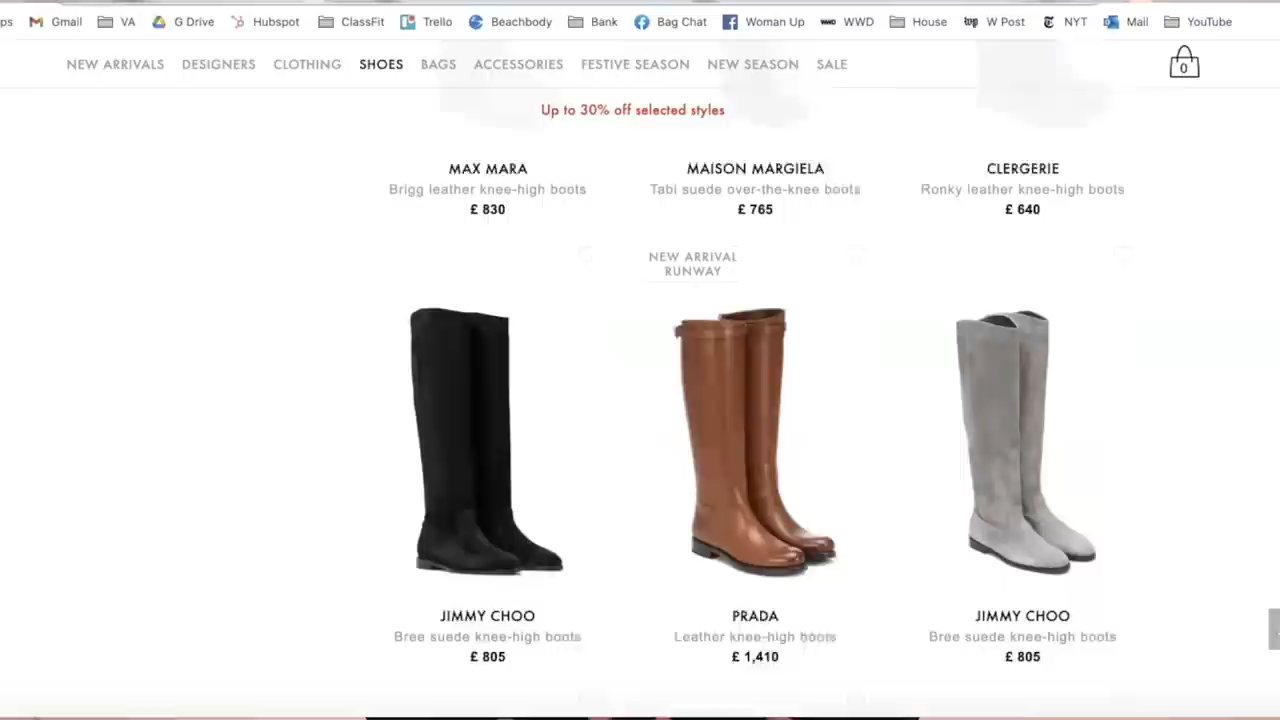 ps Gmail VA G Drive Hubspot ClassFit Trello Beachbody Bank Bag Chat Woman Up WWD House W Post NYT Mail YouTube
NEW ARRIVALS DESIGNERS CLOTHING SHOES BAGS ACCESSORIES FESTIVE SEASON NEW SEASON SALE
0
Up to 30% off selected styles
MAX MARA
Brigg leather knee-high boots
£ 830
MAISON MARGIELA
Tabi suede over-the-knee boots
£ 765
CLERGERIE
Ronky leather knee-high boots
£ 640
NEW ARRIVAL
RUNWAY
JIMMY CHOO
Bree suede knee-high boots
£ 805
PRADA
Leather knee-high boots
£ 1,410
JIMMY CHOO
Bree suede knee-high boots
£ 805